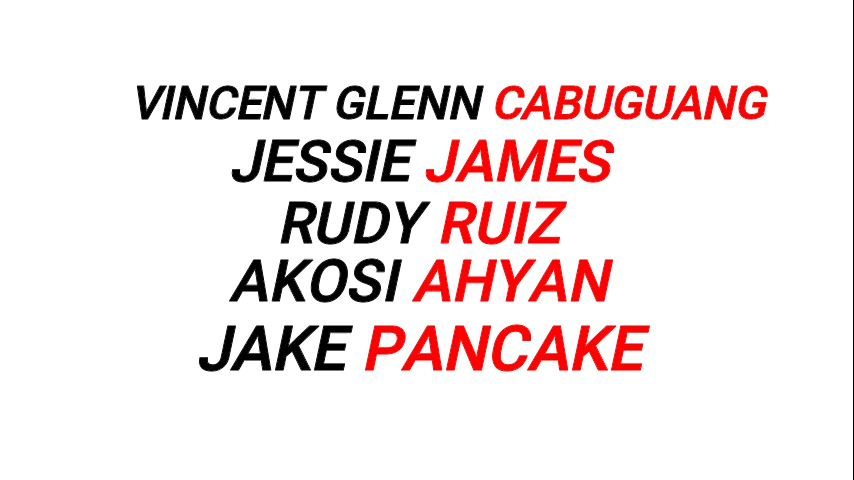 VINCENT GLENN CABUGUANG
JESSIE JAMES
RUDY RUIZ
AKOSI AHYAN
JAKE PANCAKE